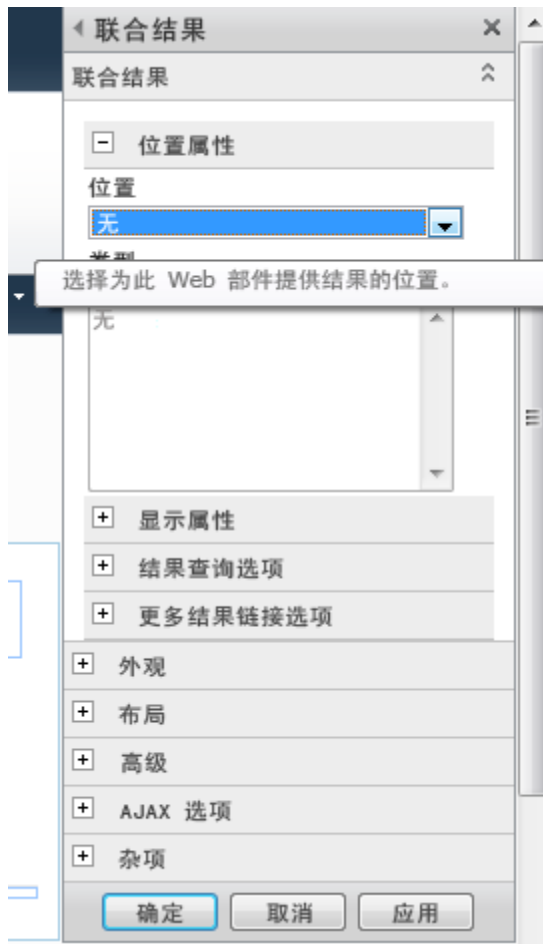 联合结果
联合结果
位置属性
位置
无
类型
选择为此 Web 部件提供结果的位置。
无
显示属性
结果查询选项
更多结果链接选项
外观
布局
高级
AJAX 选项
杂项
确定 取消 应用